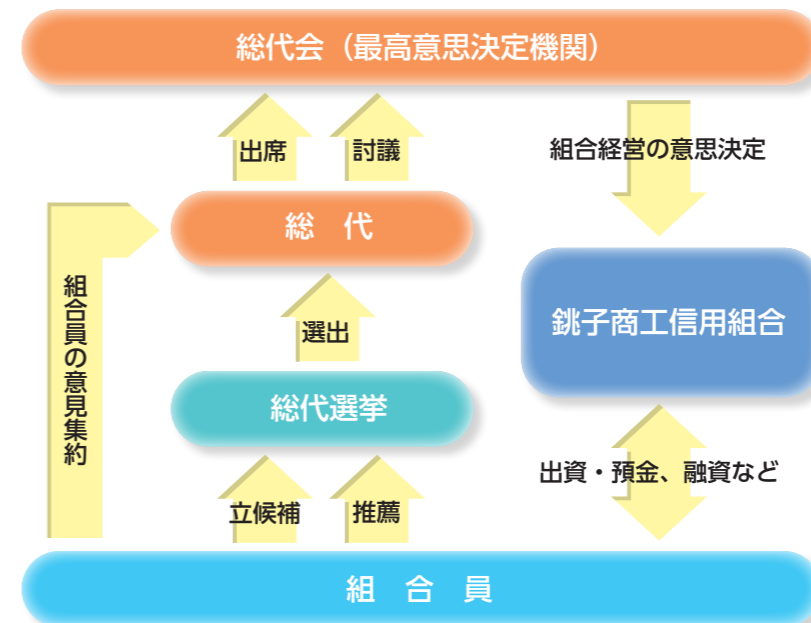 総代会（最高意思決定機関）
出席
討議
組合経営の意思決定
総　代
組合員の意見集約
選出
銚子商工信用組合
総代選挙
出資・預金、融資など
立候補
推薦
組　合　員